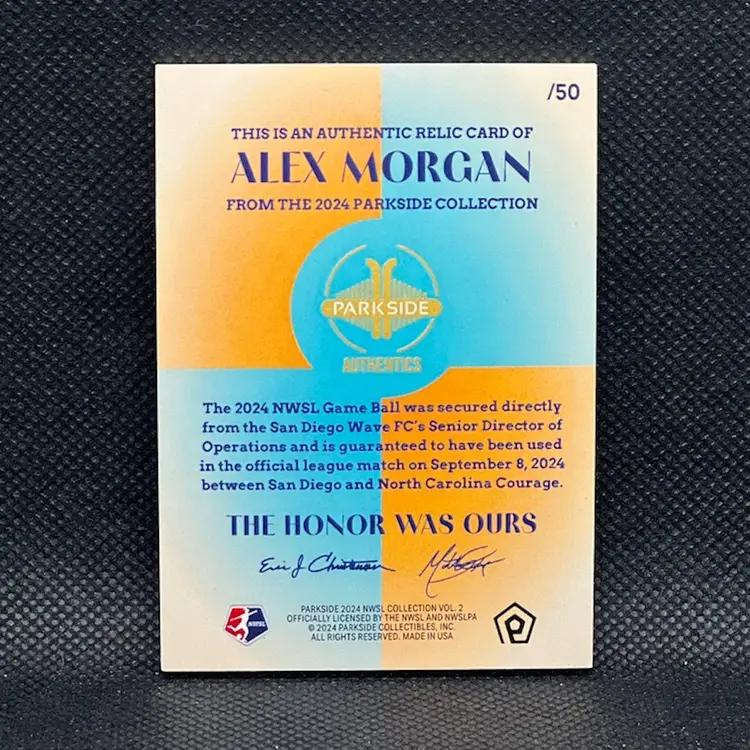 /50
THIS IS AN AUTHENTIC RELIC CARD OF
ALEX MORGAN
FROM THE 2024 PARKSIDE COLLECTION
PARKSIDE
AUTHENTICS
The 2024 NWSL Game Ball was secured directly
from the San Diego Wave FC's Senior Director of
Operations and is guaranteed to have been used
in the official league match on September 8, 2024
between San Diego and North Carolina Courage.
THE HONOR WAS OURS
NWSL
PARKSIDE 2024 NWSL COLLECTION VOL. 2
OFFICIALLY LICENSED BY THE NWSL AND NWSLPA
© 2024 PARKSIDE COLLECTIBLES, INC.
ALL RIGHTS RESERVED. MADE IN USA